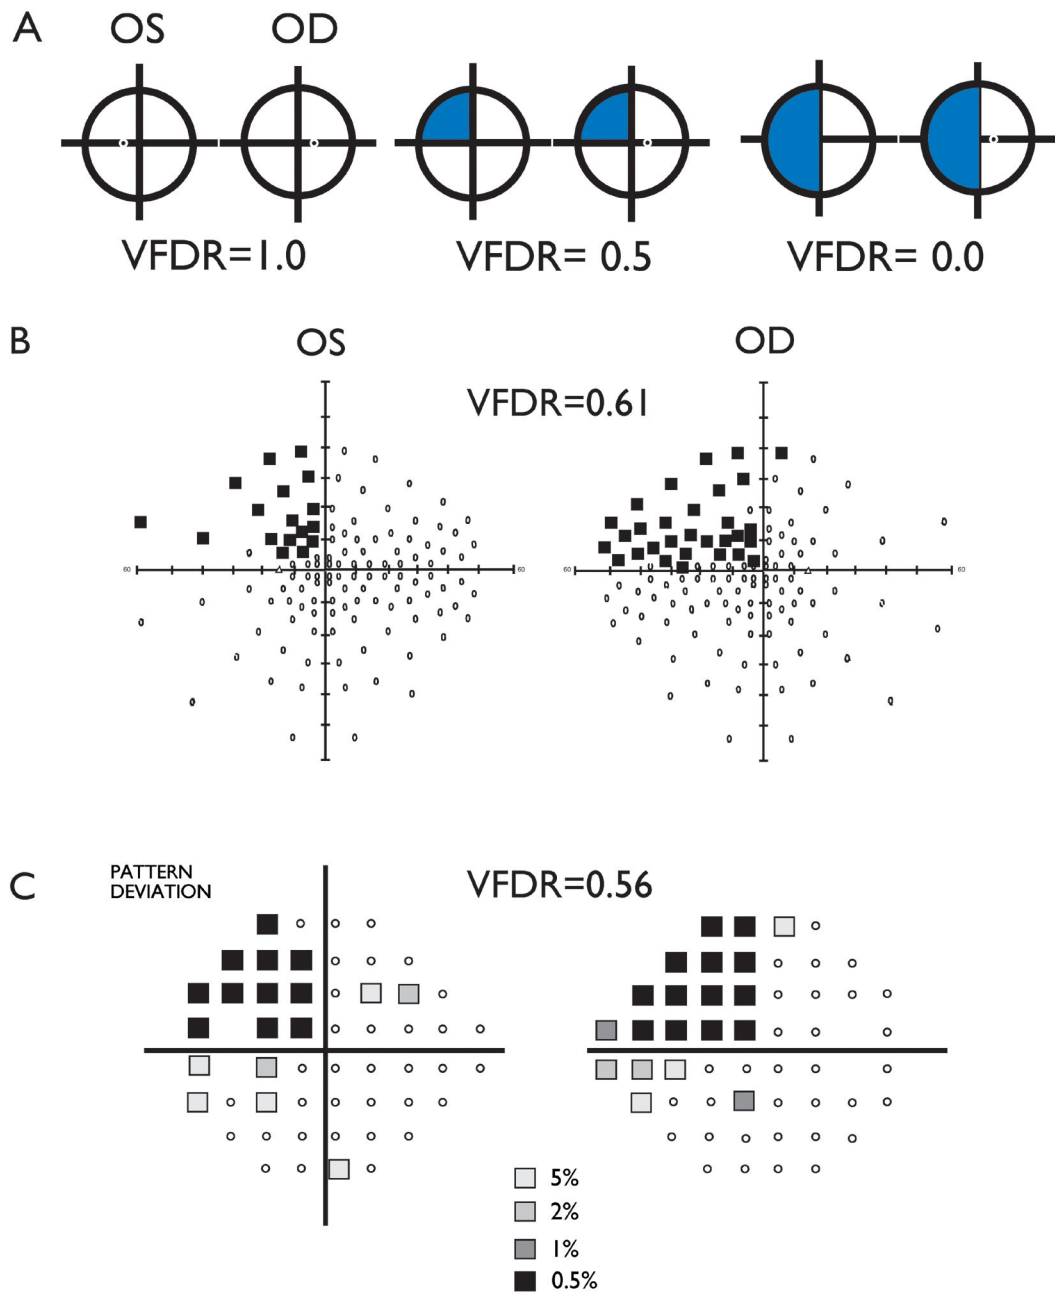 A
OS OD
VFDR=1.0 VFDR= 0.5 VFDR= 0.0
B
OS OD
VFDR=0.61
60 60 60
C
PATTERN
DEVIATION
VFDR=0.56
5%
2%
1%
0.5%